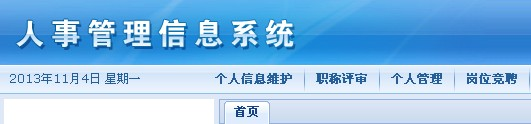 人事管理信息系统
2013年11月4日 星期一 个人信息维护 职称评审 个人管理 岗位竞聘
首页